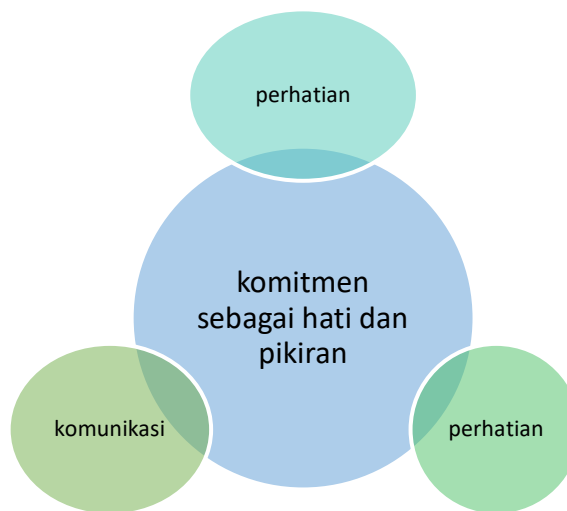 perhatian
komitmen
sebagai hati dan
pikiran
komunikasi
perhatian